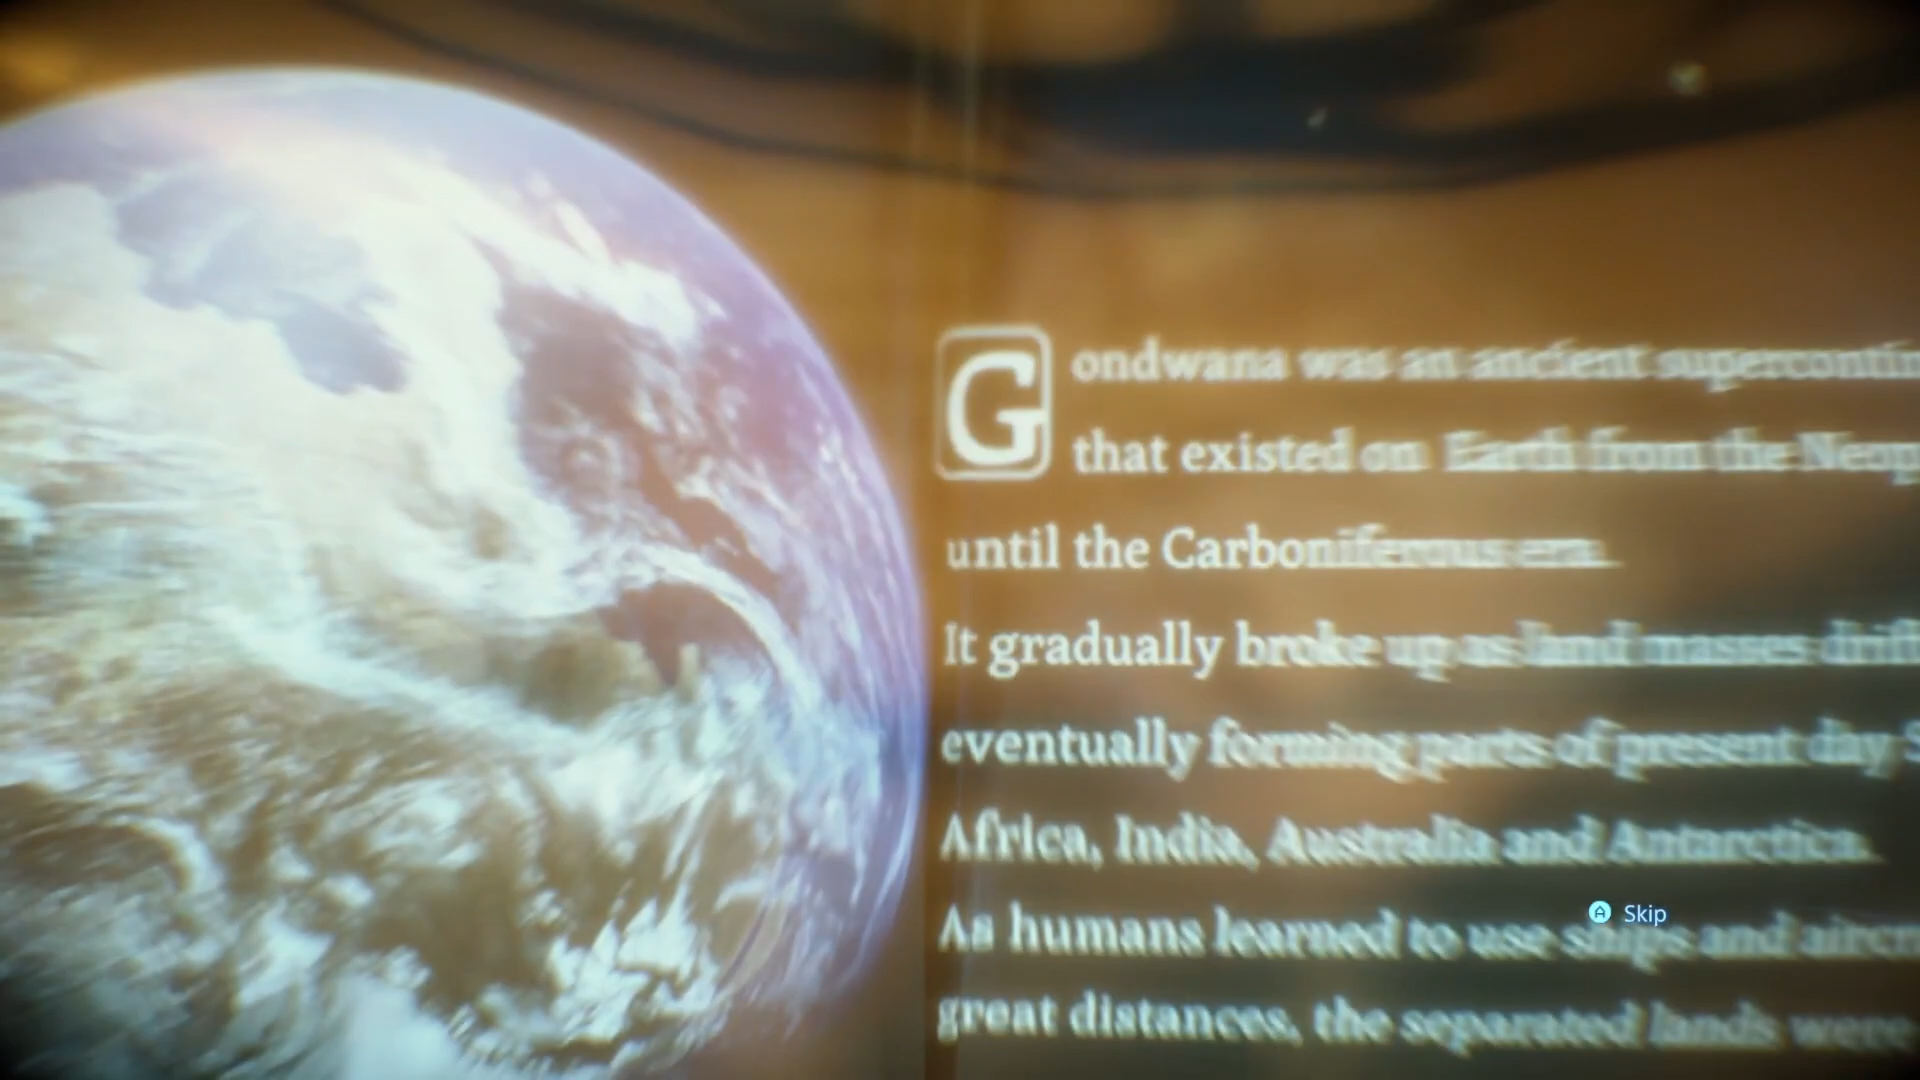 Gondwana was an ancient supercontin
that existed on Earth from the Neop
until the Carboniferous era.
It gradually broke up as land masses drift
eventually forming parts of present day S
Africa, India, Australia and Antarctica.
As humans learned to use ships and aircr
great distances, the separated lands were
A Skip